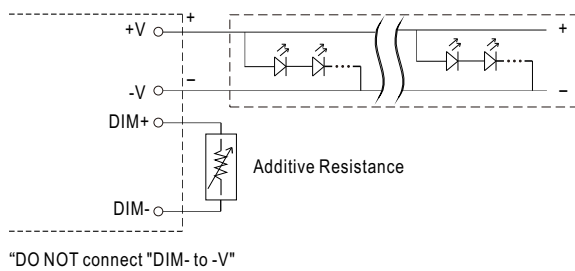 +
+V
+
−
-V
−
DIM+
Additive Resistance
DIM-
“DO NOT connect "DIM- to -V"